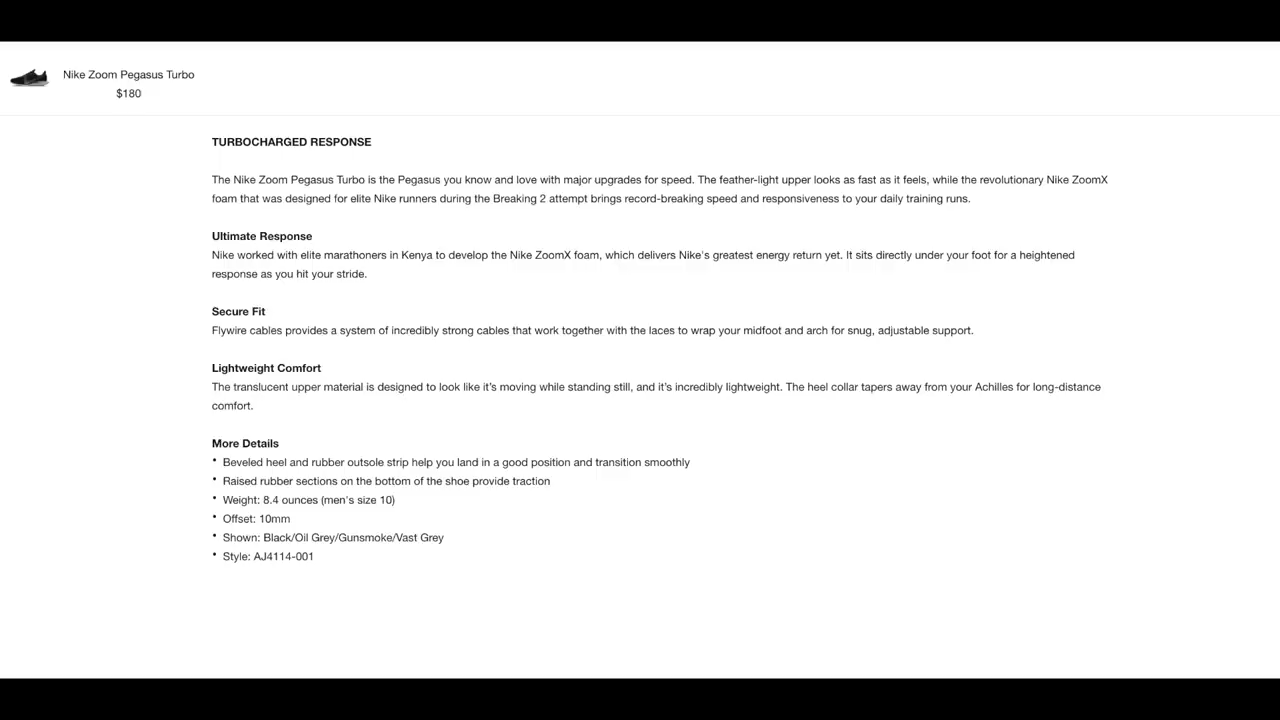 Nike Zoom Pegasus Turbo
$180
TURBOCHARGED RESPONSE
The Nike Zoom Pegasus Turbo is the Pegasus you know and love with major upgrades for speed. The feather-light upper looks as fast as it feels, while the revolutionary Nike ZoomX
foam that was designed for elite Nike runners during the Breaking 2 attempt brings record-breaking speed and responsiveness to your daily training runs.
Ultimate Response
Nike worked with elite marathoners in Kenya to develop the Nike ZoomX foam, which delivers Nike's greatest energy return yet. It sits directly under your foot for a heightened
response as you hit your stride.
Secure Fit
Flywire cables provides a system of incredibly strong cables that work together with the laces to wrap your midfoot and arch for snug, adjustable support.
Lightweight Comfort
The translucent upper material is designed to look like it's moving while standing still, and it's incredibly lightweight. The heel collar tapers away from your Achilles for long-distance
comfort.
More Details
• Beveled heel and rubber outsole strip help you land in a good position and transition smoothly
• Raised rubber sections on the bottom of the shoe provide traction
• Weight: 8.4 ounces (men's size 10)
• Offset: 10mm
• Shown: Black/Oil Grey/Gunsmoke/Vast Grey
• Style: AJ4114-001